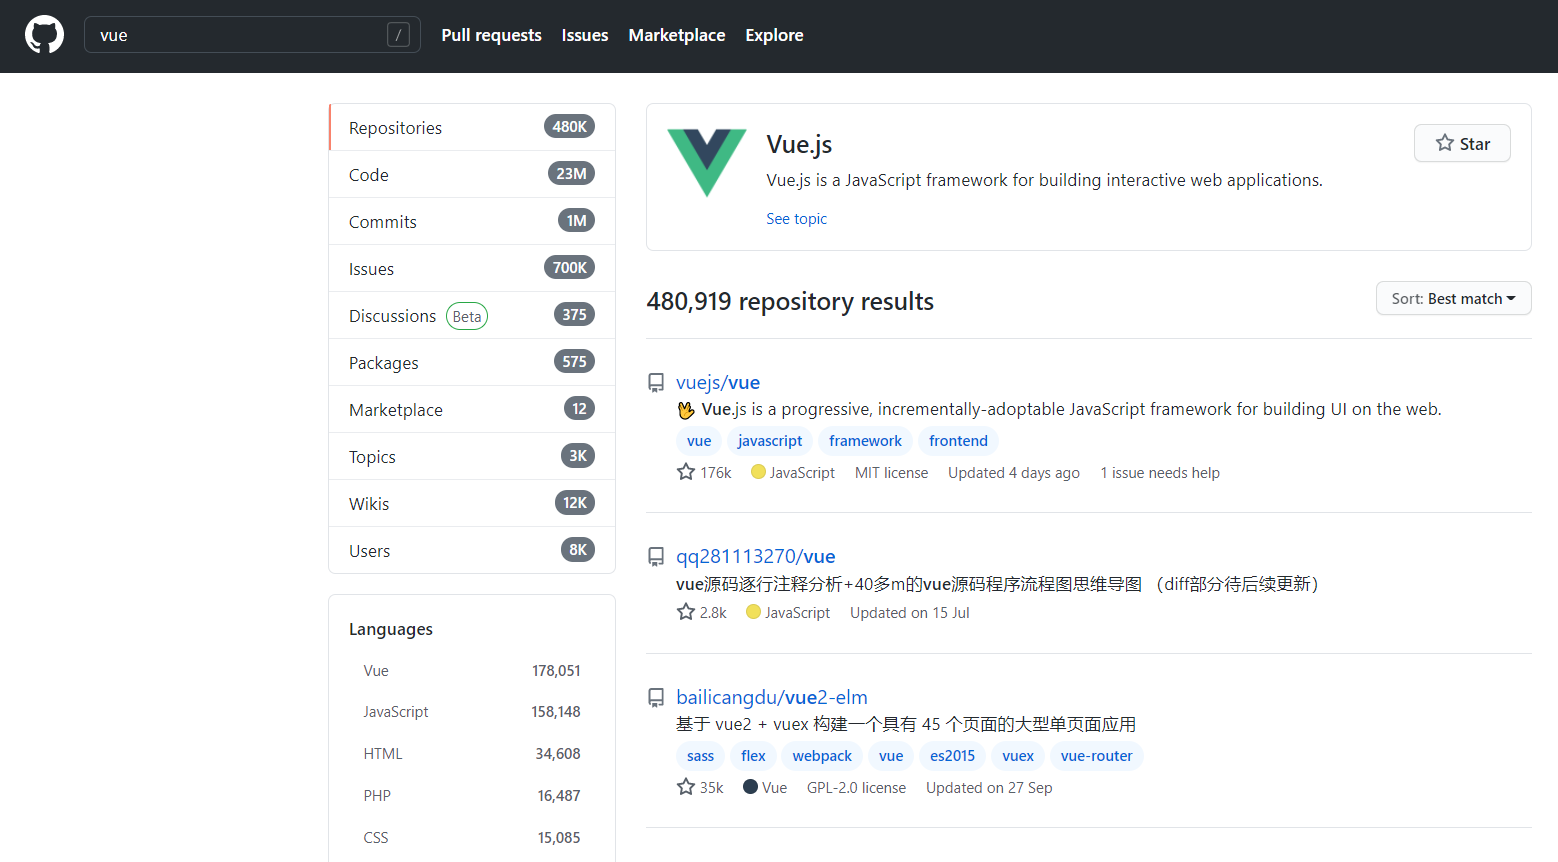 vue /
Pull requests Issues Marketplace Explore
Repositories 480K
Code 23M
Commits 1M
Issues 700K
Discussions Beta 375
Packages 575
Marketplace 12
Topics 3K
Wikis 12K
Users 8K
Languages
Vue 178,051
JavaScript 158,148
HTML 34,608
PHP 16,487
CSS 15,085
Vue.js
Star
Vue.js is a JavaScript framework for building interactive web applications.
See topic
480,919 repository results
Sort: Best match
vuejs/vue
🖖 Vue.js is a progressive, incrementally-adoptable JavaScript framework for building UI on the web.
vue javascript framework frontend
176k JavaScript MIT license Updated 4 days ago 1 issue needs help
qq281113270/vue
vue源码逐行注释分析+40多m的vue源码程序流程图思维导图 （diff部分待后续更新）
2.8k JavaScript Updated on 15 Jul
bailicangdu/vue2-elm
基于 vue2 + vuex 构建一个具有 45 个页面的大型单页面应用
sass flex webpack vue es2015 vuex vue-router
35k Vue GPL-2.0 license Updated on 27 Sep